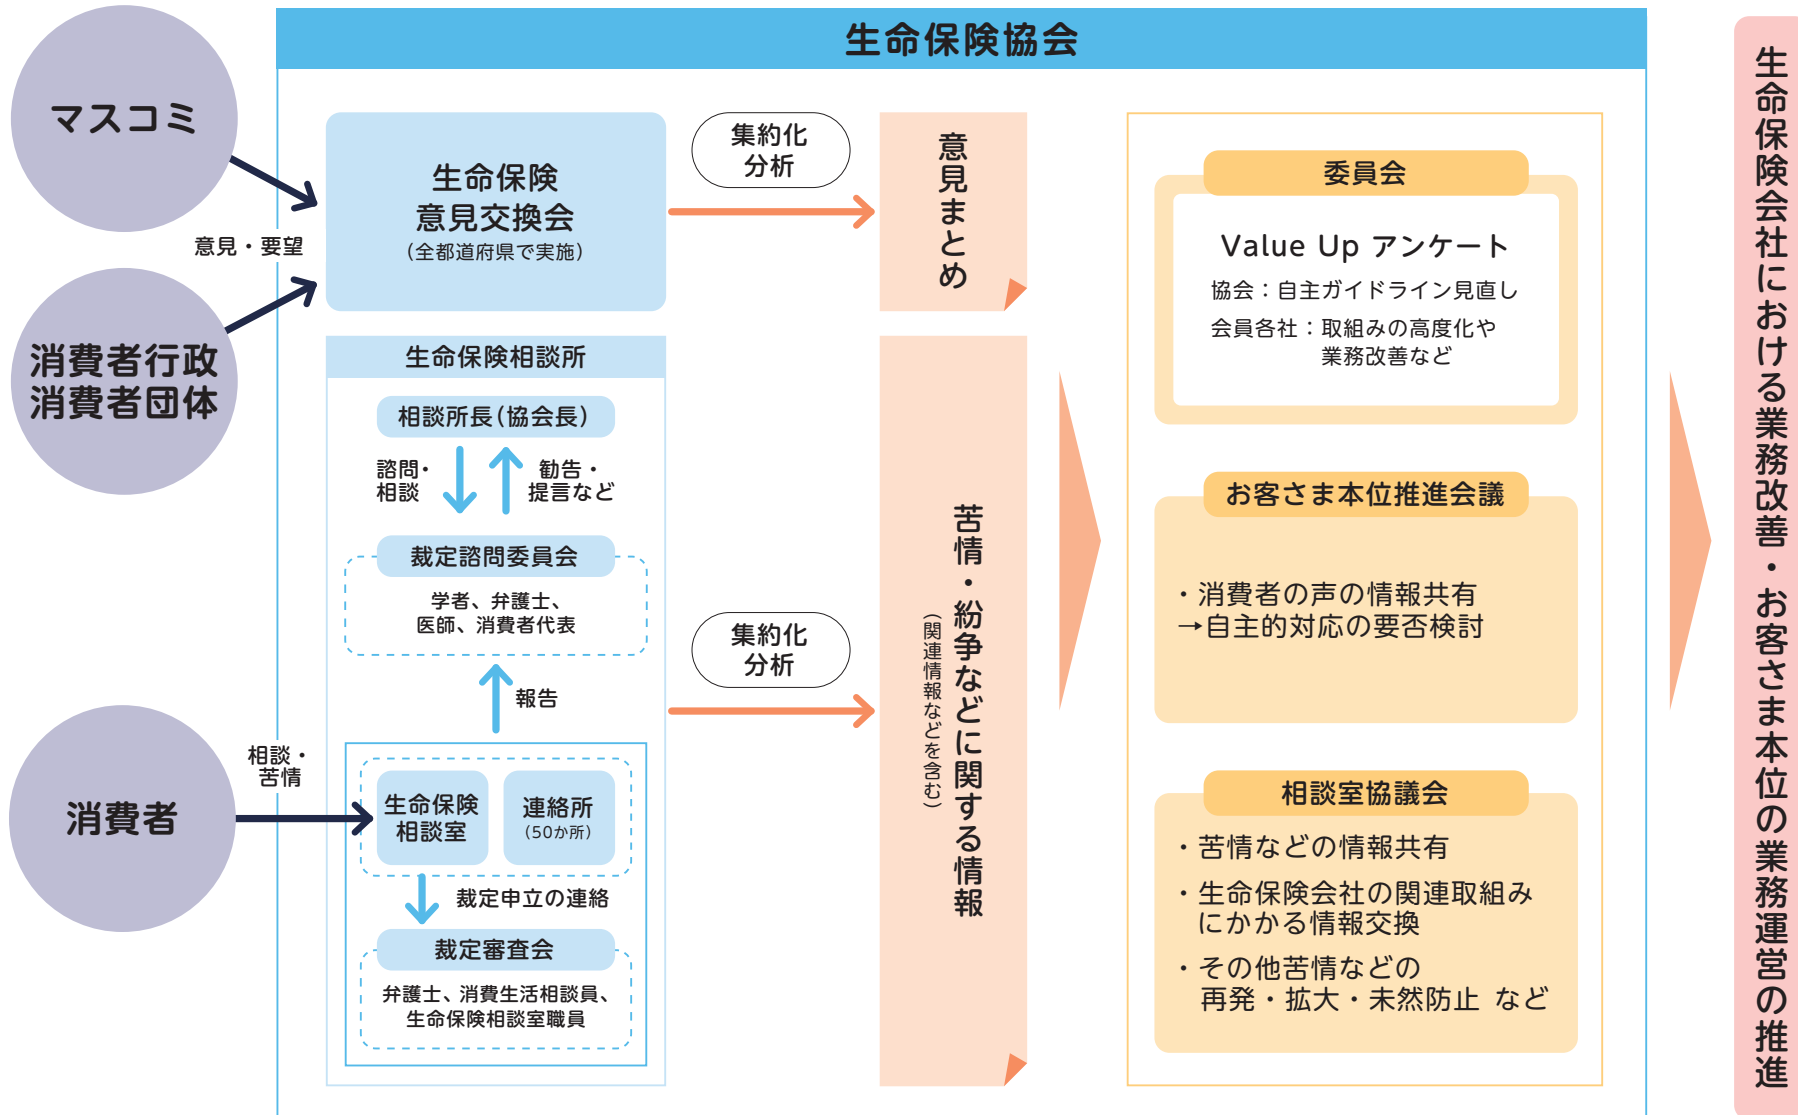 生命保険協会
マスコミ
意見・要望
消費者行政
消費者団体
相談・
苦情
消費者
生命保険
意見交換会
(全都道府県で実施)
集約化
分析
意見まとめ
生命保険相談所
相談所長(協会長)
諮問・
相談
勧告・
提言など
裁定諮問委員会
学者、弁護士、
医師、消費者代表
報告
生命保険
相談室
連絡所
(50か所)
裁定申立の連絡
裁定審査会
弁護士、消費生活相談員、
生命保険相談室職員
集約化
分析
苦情・紛争などに関する情報
(関連情報などを含む)
委員会
Value Up アンケート
協会:自主ガイドライン見直し
会員各社:取組みの高度化や
業務改善など
お客さま本位推進会議
・消費者の声の情報共有
→自主的対応の要否検討
相談室協議会
・苦情などの情報共有
・生命保険会社の関連取組み
にかかる情報交換
・その他苦情などの
再発・拡大・未然防止 など
生命保険会社における業務改善・お客さま本位の業務運営の推進